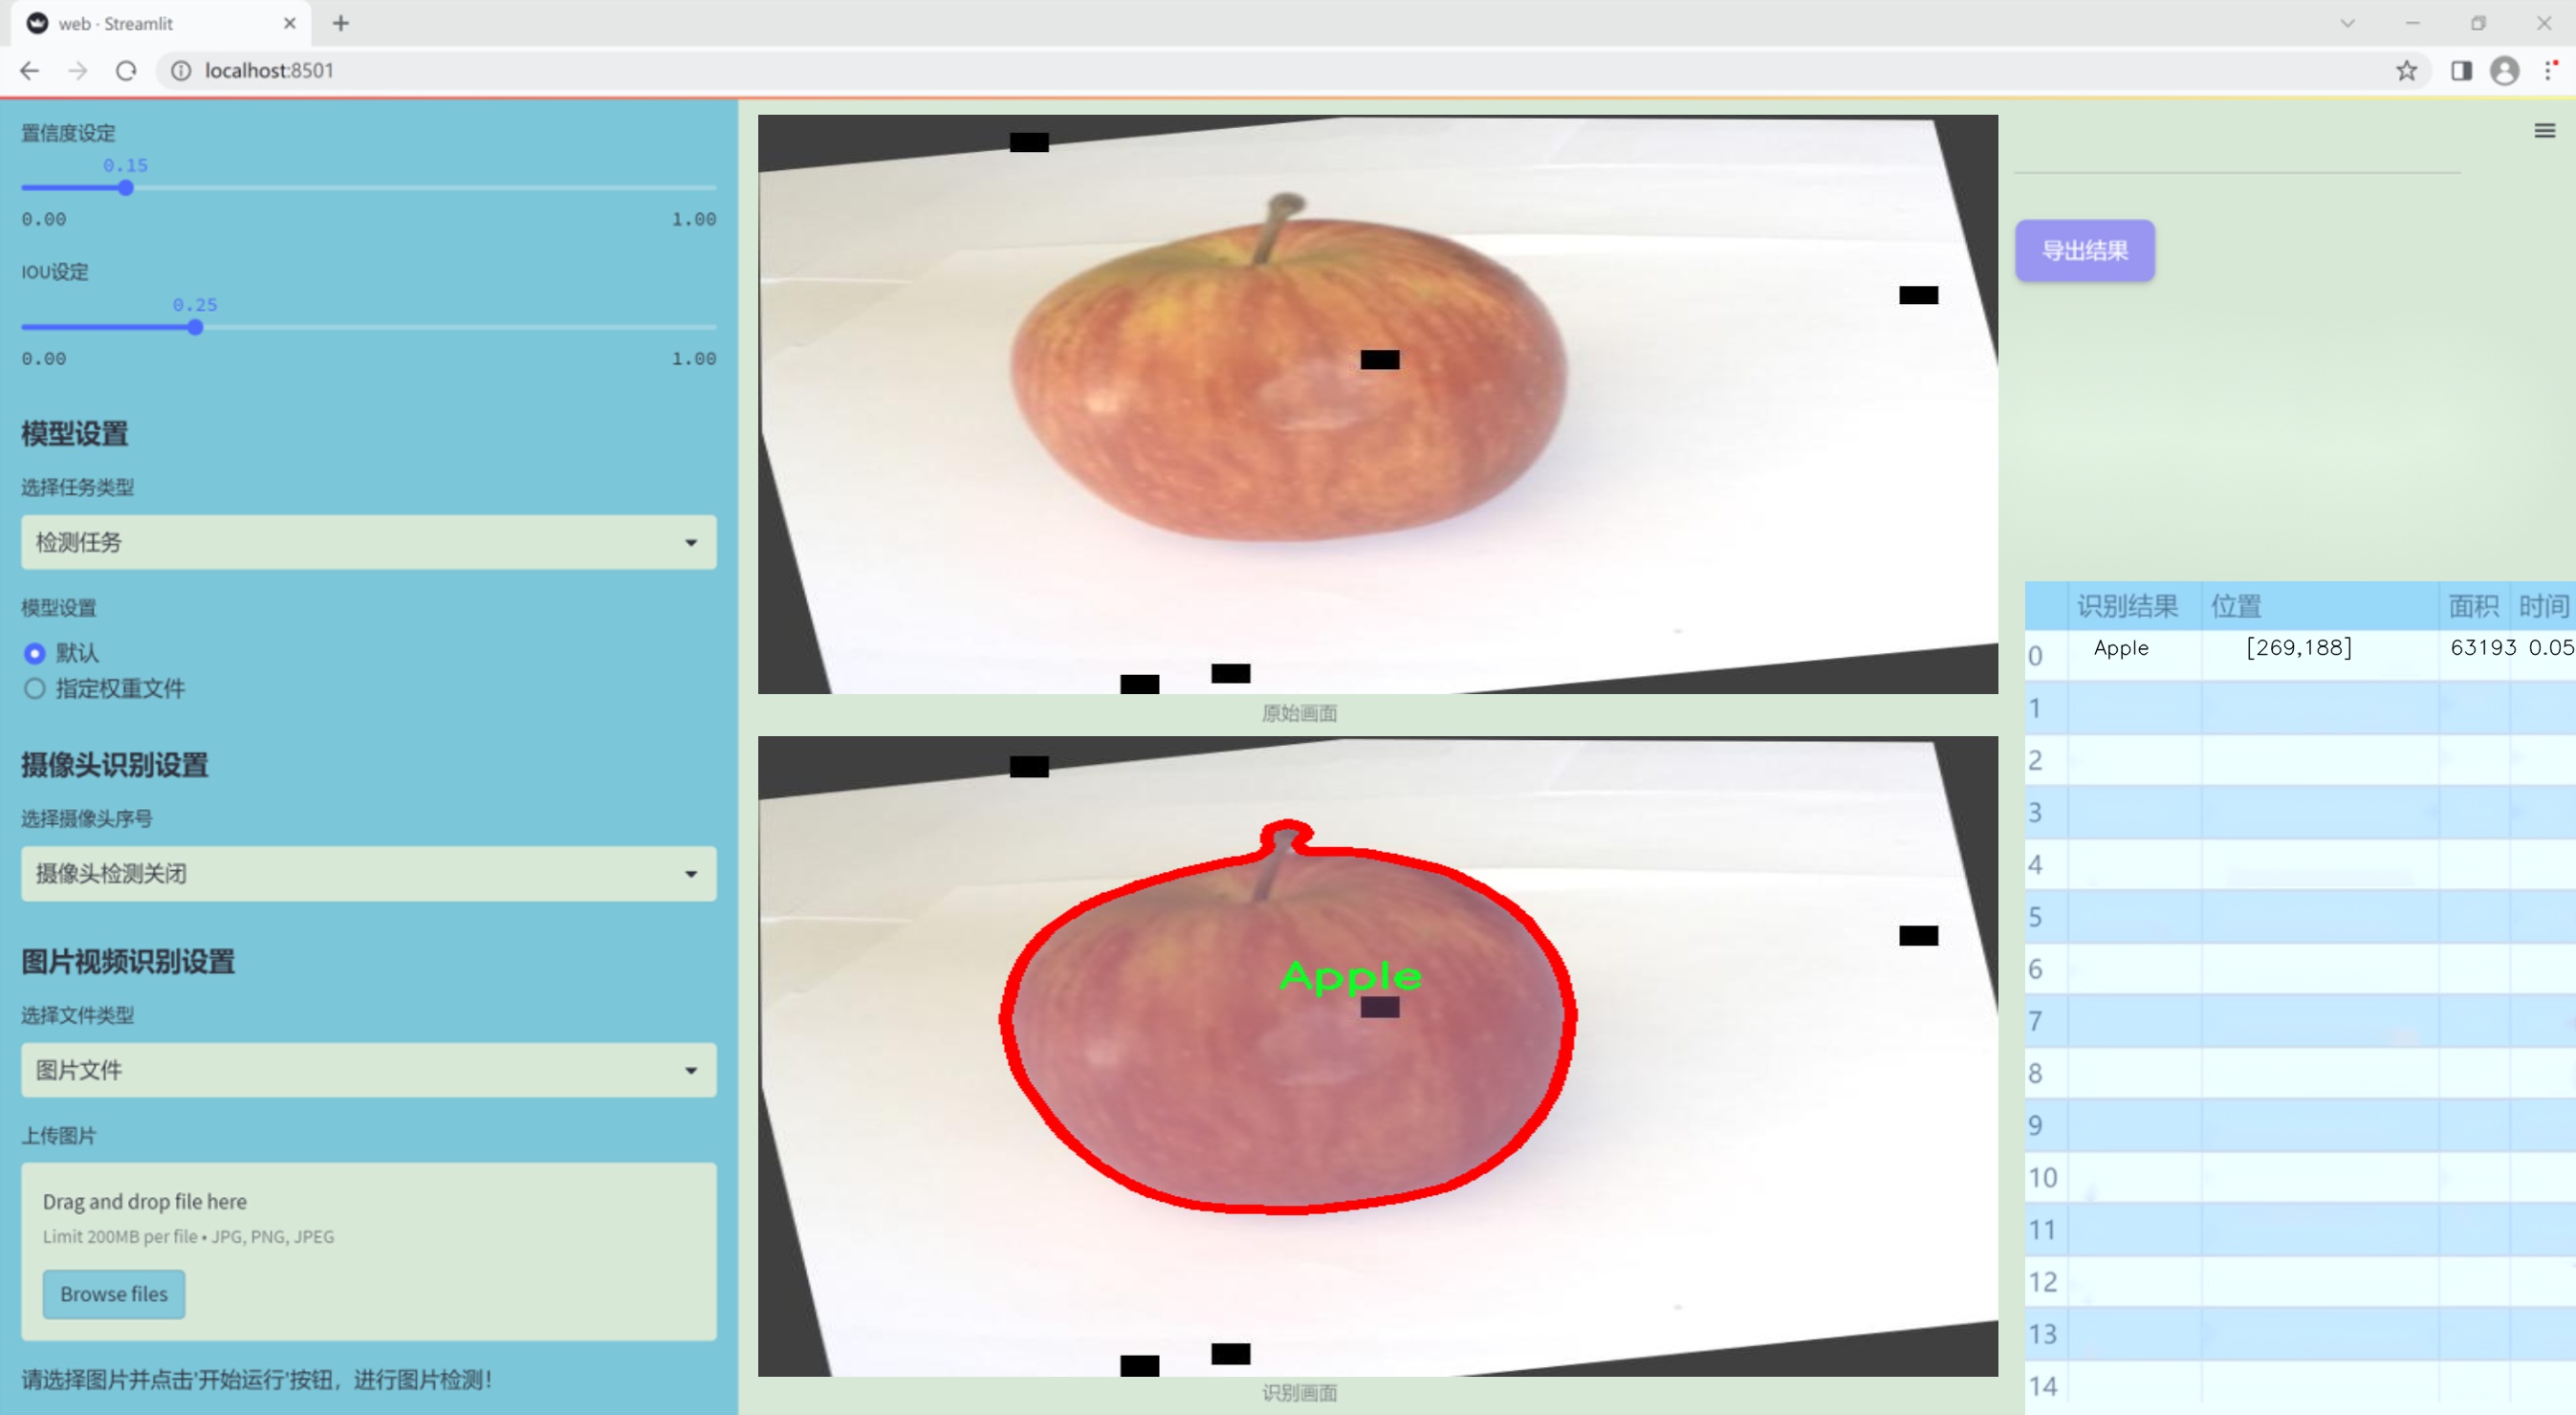 web · Streamlit
localhost:8501
置信度设定
0.15
0.00 1.00
IOU设定
0.25
0.00 1.00
模型设置
选择任务类型
检测任务
模型设置
默认
指定权重文件
摄像头识别设置
选择摄像头序号
摄像头检测关闭
图片视频识别设置
选择文件类型
图片文件
上传图片
Drag and drop file here
Limit 200MB per file • JPG, PNG, JPEG
Browse files
请选择图片并点击'开始运行'按钮，进行图片检测！
原始画面
Apple
识别画面
导出结果
识别结果 位置 面积 时间
0 Apple [269,188] 63193 0.05
1
2
3
4
5
6
7
8
9
10
11
12
13
14